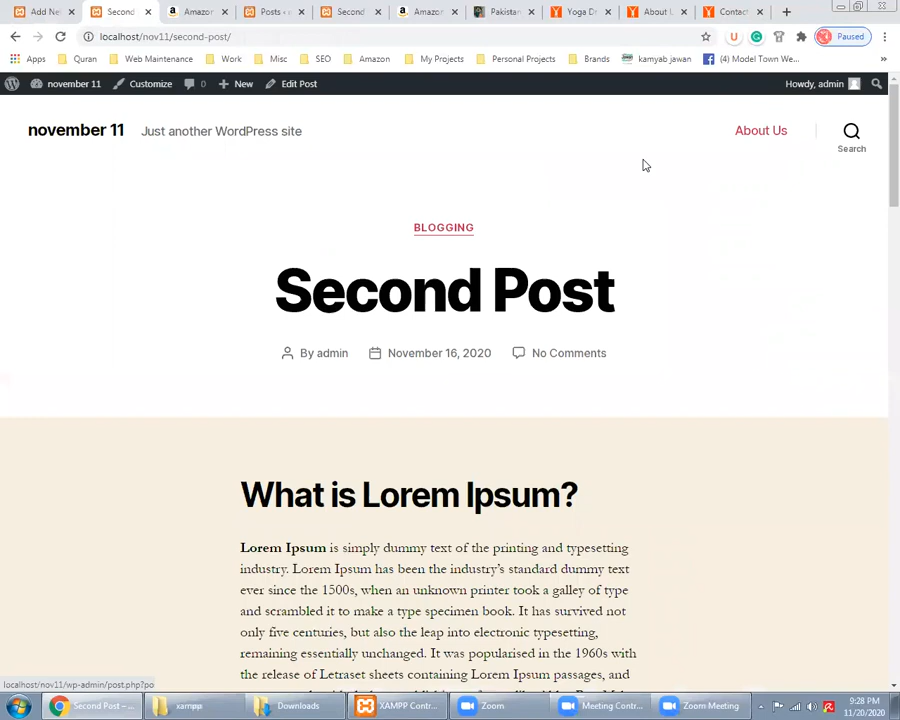 Add Ne
Second
Amazon
Posts ‹
Second
Amazon
Pakistan
Yoga D
About U
Contact
localhost/nov11/second-post/
Paused
Apps
Quran
Web Maintenance
Work
Misc
SEO
Amazon
My Projects
Personal Projects
Brands
kamyab jawan
(4) Model Town We...
»
november 11
Customize
0
New
Edit Post
Howdy, admin
november 11
Just another WordPress site
About Us
Search
BLOGGING
Second Post
By admin
November 16, 2020
No Comments
What is Lorem Ipsum?
Lorem Ipsum is simply dummy text of the printing and typesetting
industry. Lorem Ipsum has been the industry's standard dummy text
ever since the 1500s, when an unknown printer took a galley of type
and scrambled it to make a type specimen book. It has survived not
only five centuries, but also the leap into electronic typesetting,
remaining essentially unchanged. It was popularised in the 1960s with
the release of Letraset sheets containing Lorem Ipsum passages, and
localhost/nov11/wp-admin/post.php?po
Second Post –...
xampp
Downloads
XAMPP Contr...
Zoom
Meeting Contr...
Zoom Meeting
9:28 PM
11/20/2020